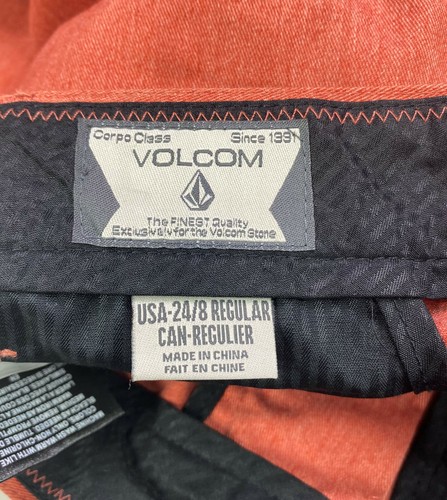 Corpo Class Since 1991
VOLCOM
The FINEST Quality
Exclusively for the Volcom Stone
USA-24/8 REGULAR
CAN-REGULIER
MADE IN CHINA
FAIT EN CHINE